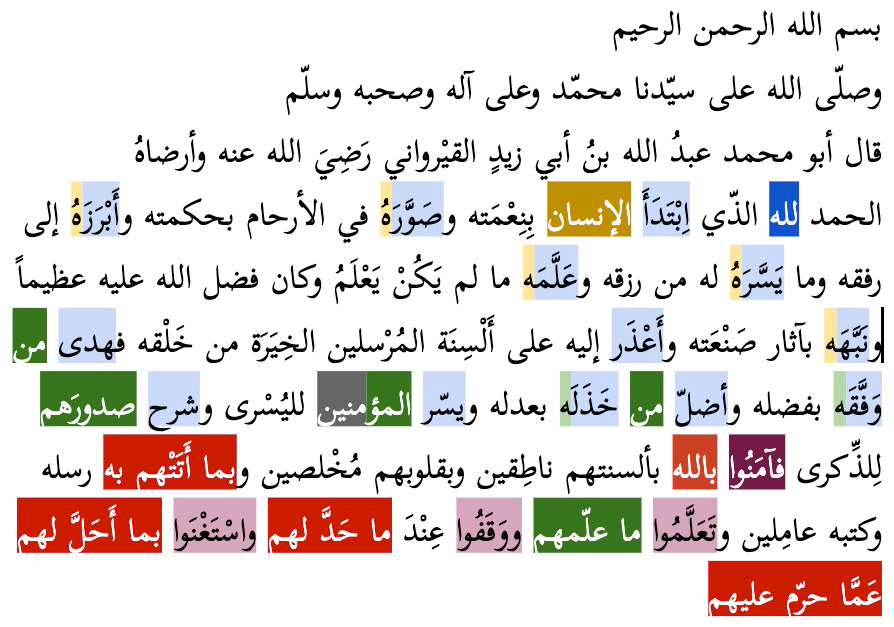 بسم الله الرحمن الرحيم
وصلّى الله على سيّدنا محمّد وعلى آله وصحبه وسلّم
قال أبو محمد عبدُ الله بنُ أبي زيدٍ القيْرواني رَضِيَ الله عنه وأرضاهُ
الحمد لله الذّي اِبْتَدَأَ الإنسان بِنِعْمَته وصَوَّرَهُ في الأرحام بحكمته وأَبْرَزَهُ إلى
رفقه وما يَسَّرَهُ له من رزقه وعَلَّمَه ما لم يَكُنْ يَعْلَمُ وكان فضل الله عليه عظيماً
ونَبَّهَه بآثار صَنْعَته وأَعْذَر إليه على أَلْسِنَة المُرْسلين الخِيَرَة من خَلْقه فهدى من
وَفَّقَه بفضله وأضلّ من خَذَلَه بعدله ويسّر المؤمنين لليُسْرى وشرح صدورَهم
لِلذِّكرى فآمَنُوا بالله بألسنتهم ناطِقين وبقلوبهم مُخْلصين وبما أَتَتْهم به رسله
وكتبه عاملِين وتَعَلَّمُوا ما علّمهم ووَقَفُوا عِنْدَ ما حَدَّ لهم واسْتَغْنَوا بما أَحَلَّ لهم
عَمَّا حرّم عليهم